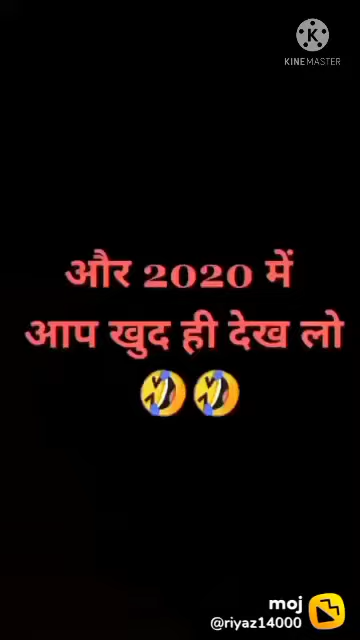 KINEMASTER
और 2020 में
आप खुद ही देख लो
🤣🤣
moj
@riyaz14000